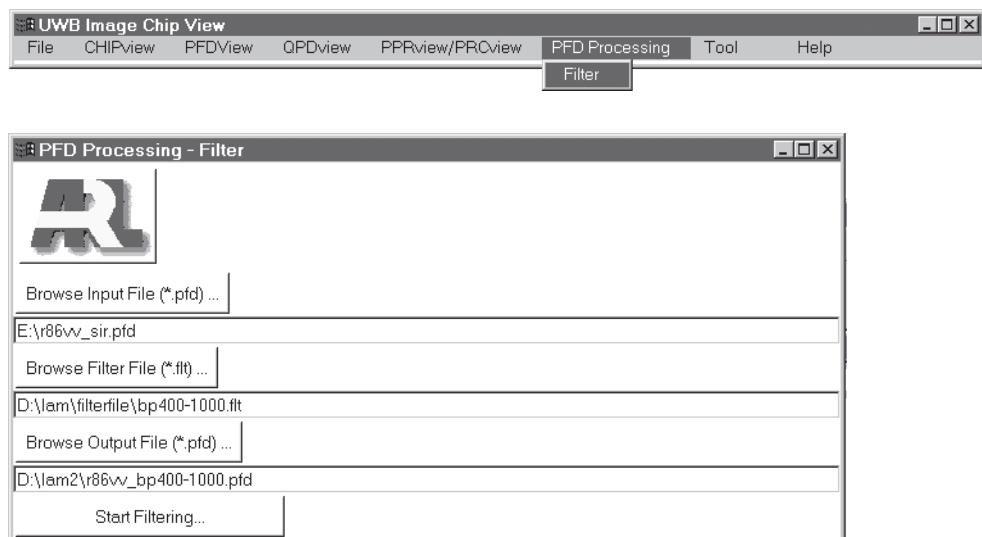 UWB Image Chip View
File CHIPview PFDView QPDview PPRview/PRCview PFD Processing Tool Help
Filter
PFD Processing - Filter
ARL
Browse Input File (*.pfd) ...
E:\r86vv_sir.pfd
Browse Filter File (*.flt) ...
D:\lam\filterfile\bp400-1000.flt
Browse Output File (*.pfd) ...
D:\lam2\r86vv_bp400-1000.pfd
Start Filtering...